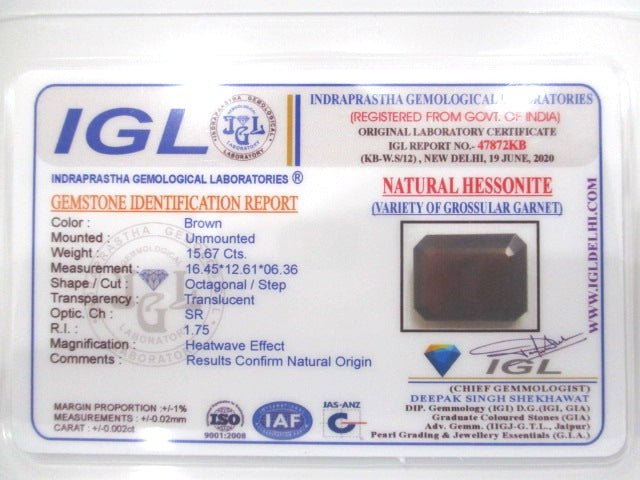 IGL
INDRAPRASTHA GEMOLOGICAL LABORATORY
IGL
INDRAPRASTHA GEMOLOGICAL LABORATORIES ®
GEMSTONE IDENTIFICATION REPORT
Color : Brown
Mounted : Unmounted
Weight : 15.67 Cts.
Measurement : 16.45*12.61*06.36
Shape / Cut : Octagonal / Step
Transparency : Translucent
Optic. Ch : SR
R.I. : 1.75
Magnification : Heatwave Effect
Comments : Results Confirm Natural Origin
MARGIN PROPORTION :+/-1%
MEASUREMENTS : +/-0.02mm
CARAT : +/-0.002ct
ISO
9001:2008
IAF
JAS-ANZ
INDRAPRASTHA GEMOLOGICAL LABORATORIES
(REGISTERED FROM GOVT. OF INDIA)
ORIGINAL LABORATORY CERTIFICATE
IGL REPORT NO.- 47872KB
(KB-W.S/12) , NEW DELHI, 19 JUNE, 2020
NATURAL HESSONITE
(VARIETY OF GROSSULAR GARNET)
WWW.IGLDELHI.COM
IGL
(CHIEF GEMMOLOGIST)
DEEPAK SINGH SHEKHAWAT
DIP. Gemmology (IGI) D.G.(IGI, GIA)
Graduate Coloured Stones (GIA)
Adv. Gemm. (IIGJ-G.T.L., Jaipur)
Pearl Grading & Jewellery Essentials (G.I.A.)